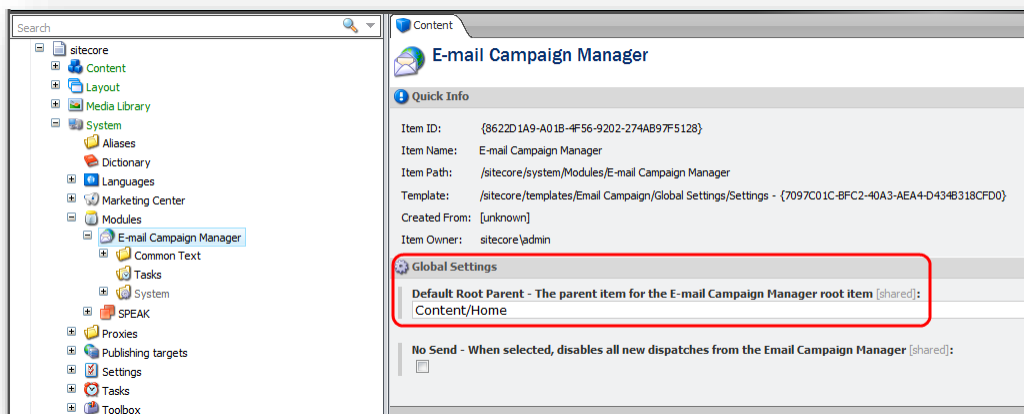 Search
sitecore
Content
Layout
Media Library
System
Aliases
Dictionary
Languages
Marketing Center
Modules
E-mail Campaign Manager
Common Text
Tasks
System
SPEAK
Proxies
Publishing targets
Settings
Tasks
Toolbox
Content
E-mail Campaign Manager
Quick Info
Item ID: {8622D1A9-A01B-4F56-9202-274AB97F5128}
Item Name: E-mail Campaign Manager
Item Path: /sitecore/system/Modules/E-mail Campaign Manager
Template: /sitecore/templates/Email Campaign/Global Settings/Settings - {7097C01C-BFC2-40A3-AEA4-D434B318CFD0}
Created From: [unknown]
Item Owner: sitecore\admin
Global Settings
Default Root Parent - The parent item for the E-mail Campaign Manager root item [shared]:
Content/Home
No Send - When selected, disables all new dispatches from the Email Campaign Manager [shared]: